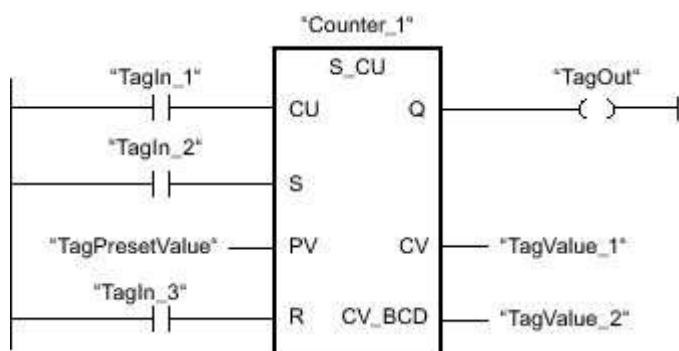 "Counter_1"
S_CU
"TagIn_1"
"TagOut"
CU
Q
"TagIn_2"
S
"TagPresetValue"
PV
CV
"TagValue_1"
"TagIn_3"
R
CV_BCD
"TagValue_2"